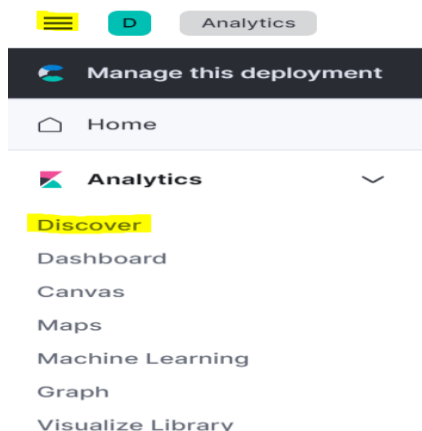 D Analytics
Manage this deployment
Home
Analytics
Discover
Dashboard
Canvas
Maps
Machine Learning
Graph
Visualize Library